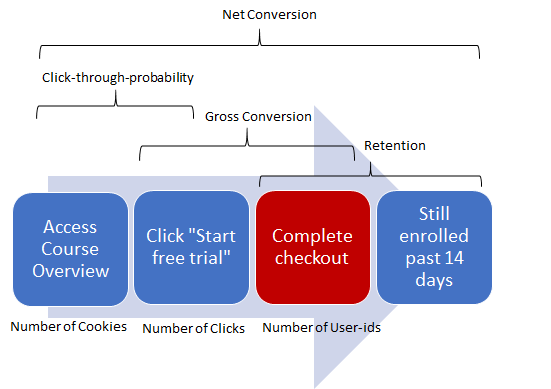 Net Conversion
Click-through-probability
Gross Conversion
Retention
Access
Course
Overview
Click "Start
free trial"
Complete
checkout
Still
enrolled
past 14
days
Number of Cookies
Number of Clicks
Number of User-ids